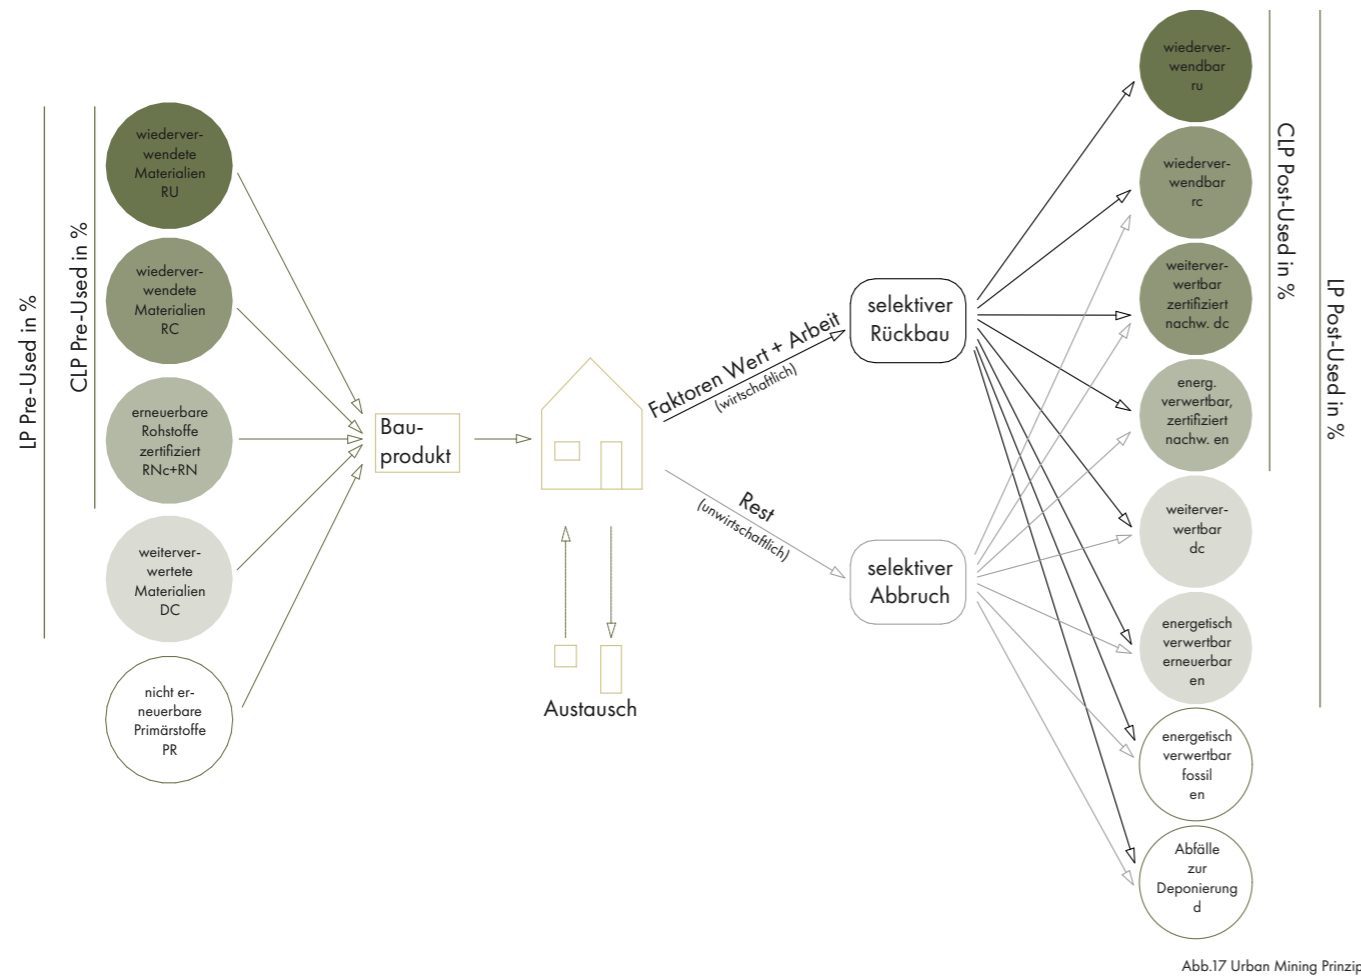 LP Pre-Used in %
CLP Pre-Used in %
wiederver-
wendete
Materialien
RU
wiederver-
wendete
Materialien
RC
erneuerbare
Rohstoffe
zertifiziert
RNc+RN
weiterver-
wertete
Materialien
DC
nicht er-
neuerbare
Primärstoffe
PR
Bau-
produkt
Austausch
Faktoren Wert + Arbeit
(wirtschaftlich)
Rest
(unwirtschaftlich)
selektiver
Rückbau
selektiver
Abbruch
wiederver-
wendbar
ru
wiederver-
wendbar
rc
weiterver-
wertbar
zertifiziert
nachw. dc
energ.
verwertbar,
zertifiziert
nachw. en
weiterver-
wertbar
dc
energetisch
verwertbar
erneuerbar
en
energetisch
verwertbar
fossil
en
Abfälle
zur
Deponierung
d
CLP Post-Used in %
LP Post-Used in %
Abb.17 Urban Mining Prinzip